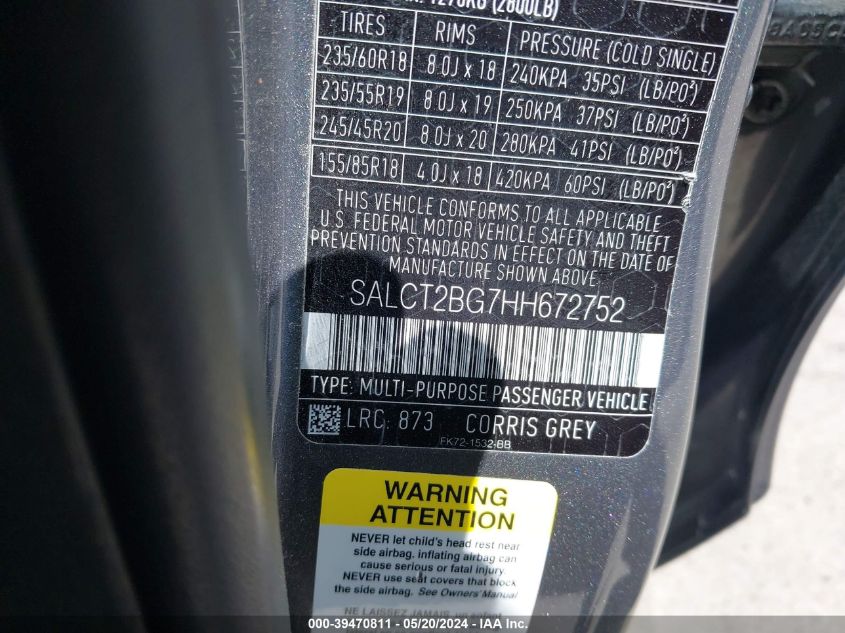 1270KG (2800LB)
TIRES RIMS PRESSURE (COLD SINGLE)
235/60R18 8.0J x 18 240KPA 35PSI (LB/PO²)
235/55R19 8.0J x 19 250KPA 37PSI (LB/PO²)
245/45R20 8.0J x 20 280KPA 41PSI (LB/PO²)
155/85R18 4.0J x 18 420KPA 60PSI (LB/PO²)
THIS VEHICLE CONFORMS TO ALL APPLICABLE
U.S. FEDERAL MOTOR VEHICLE SAFETY AND THEFT
PREVENTION STANDARDS IN EFFECT ON THE DATE OF
MANUFACTURE SHOWN ABOVE.
SALCT2BG7HH672752
TYPE: MULTI-PURPOSE PASSENGER VEHICLE
LRC: 873 CORRIS GREY
FK72-1532-BB
WARNING
ATTENTION
NEVER let child's head rest near
side airbag. inflating airbag can
cause serious or fatal injury.
NEVER use seat covers that block
the side airbag. See Owners' Manual
NE LAISSEZ JAMAIS
000-39470811 - 05/20/2024 - IAA Inc.